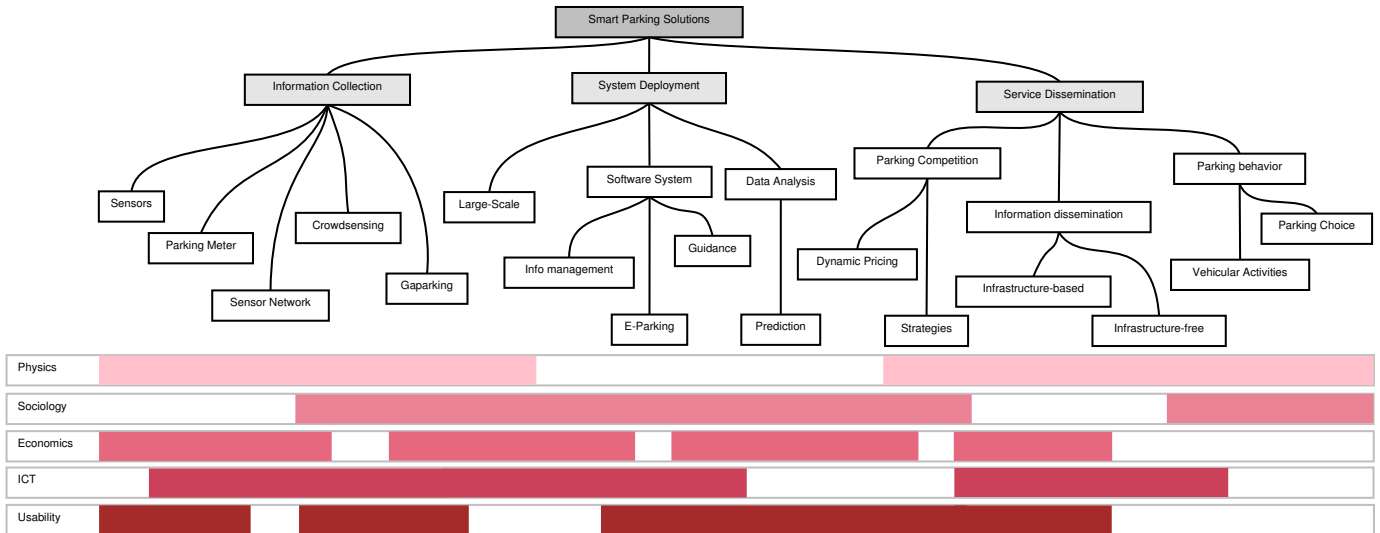 Smart Parking Solutions
Information Collection
System Deployment
Service Dissemination
Parking Competition
Parking behavior
Software System
Data Analysis
Sensors
Large-Scale
Information dissemination
Crowdsensing
Parking Choice
Parking Meter
Guidance
Dynamic Pricing
Info management
Vehicular Activities
Gaparking
Infrastructure-based
Sensor Network
E-Parking
Prediction
Strategies
Infrastructure-free
Physics
Sociology
Economics
ICT
Usability